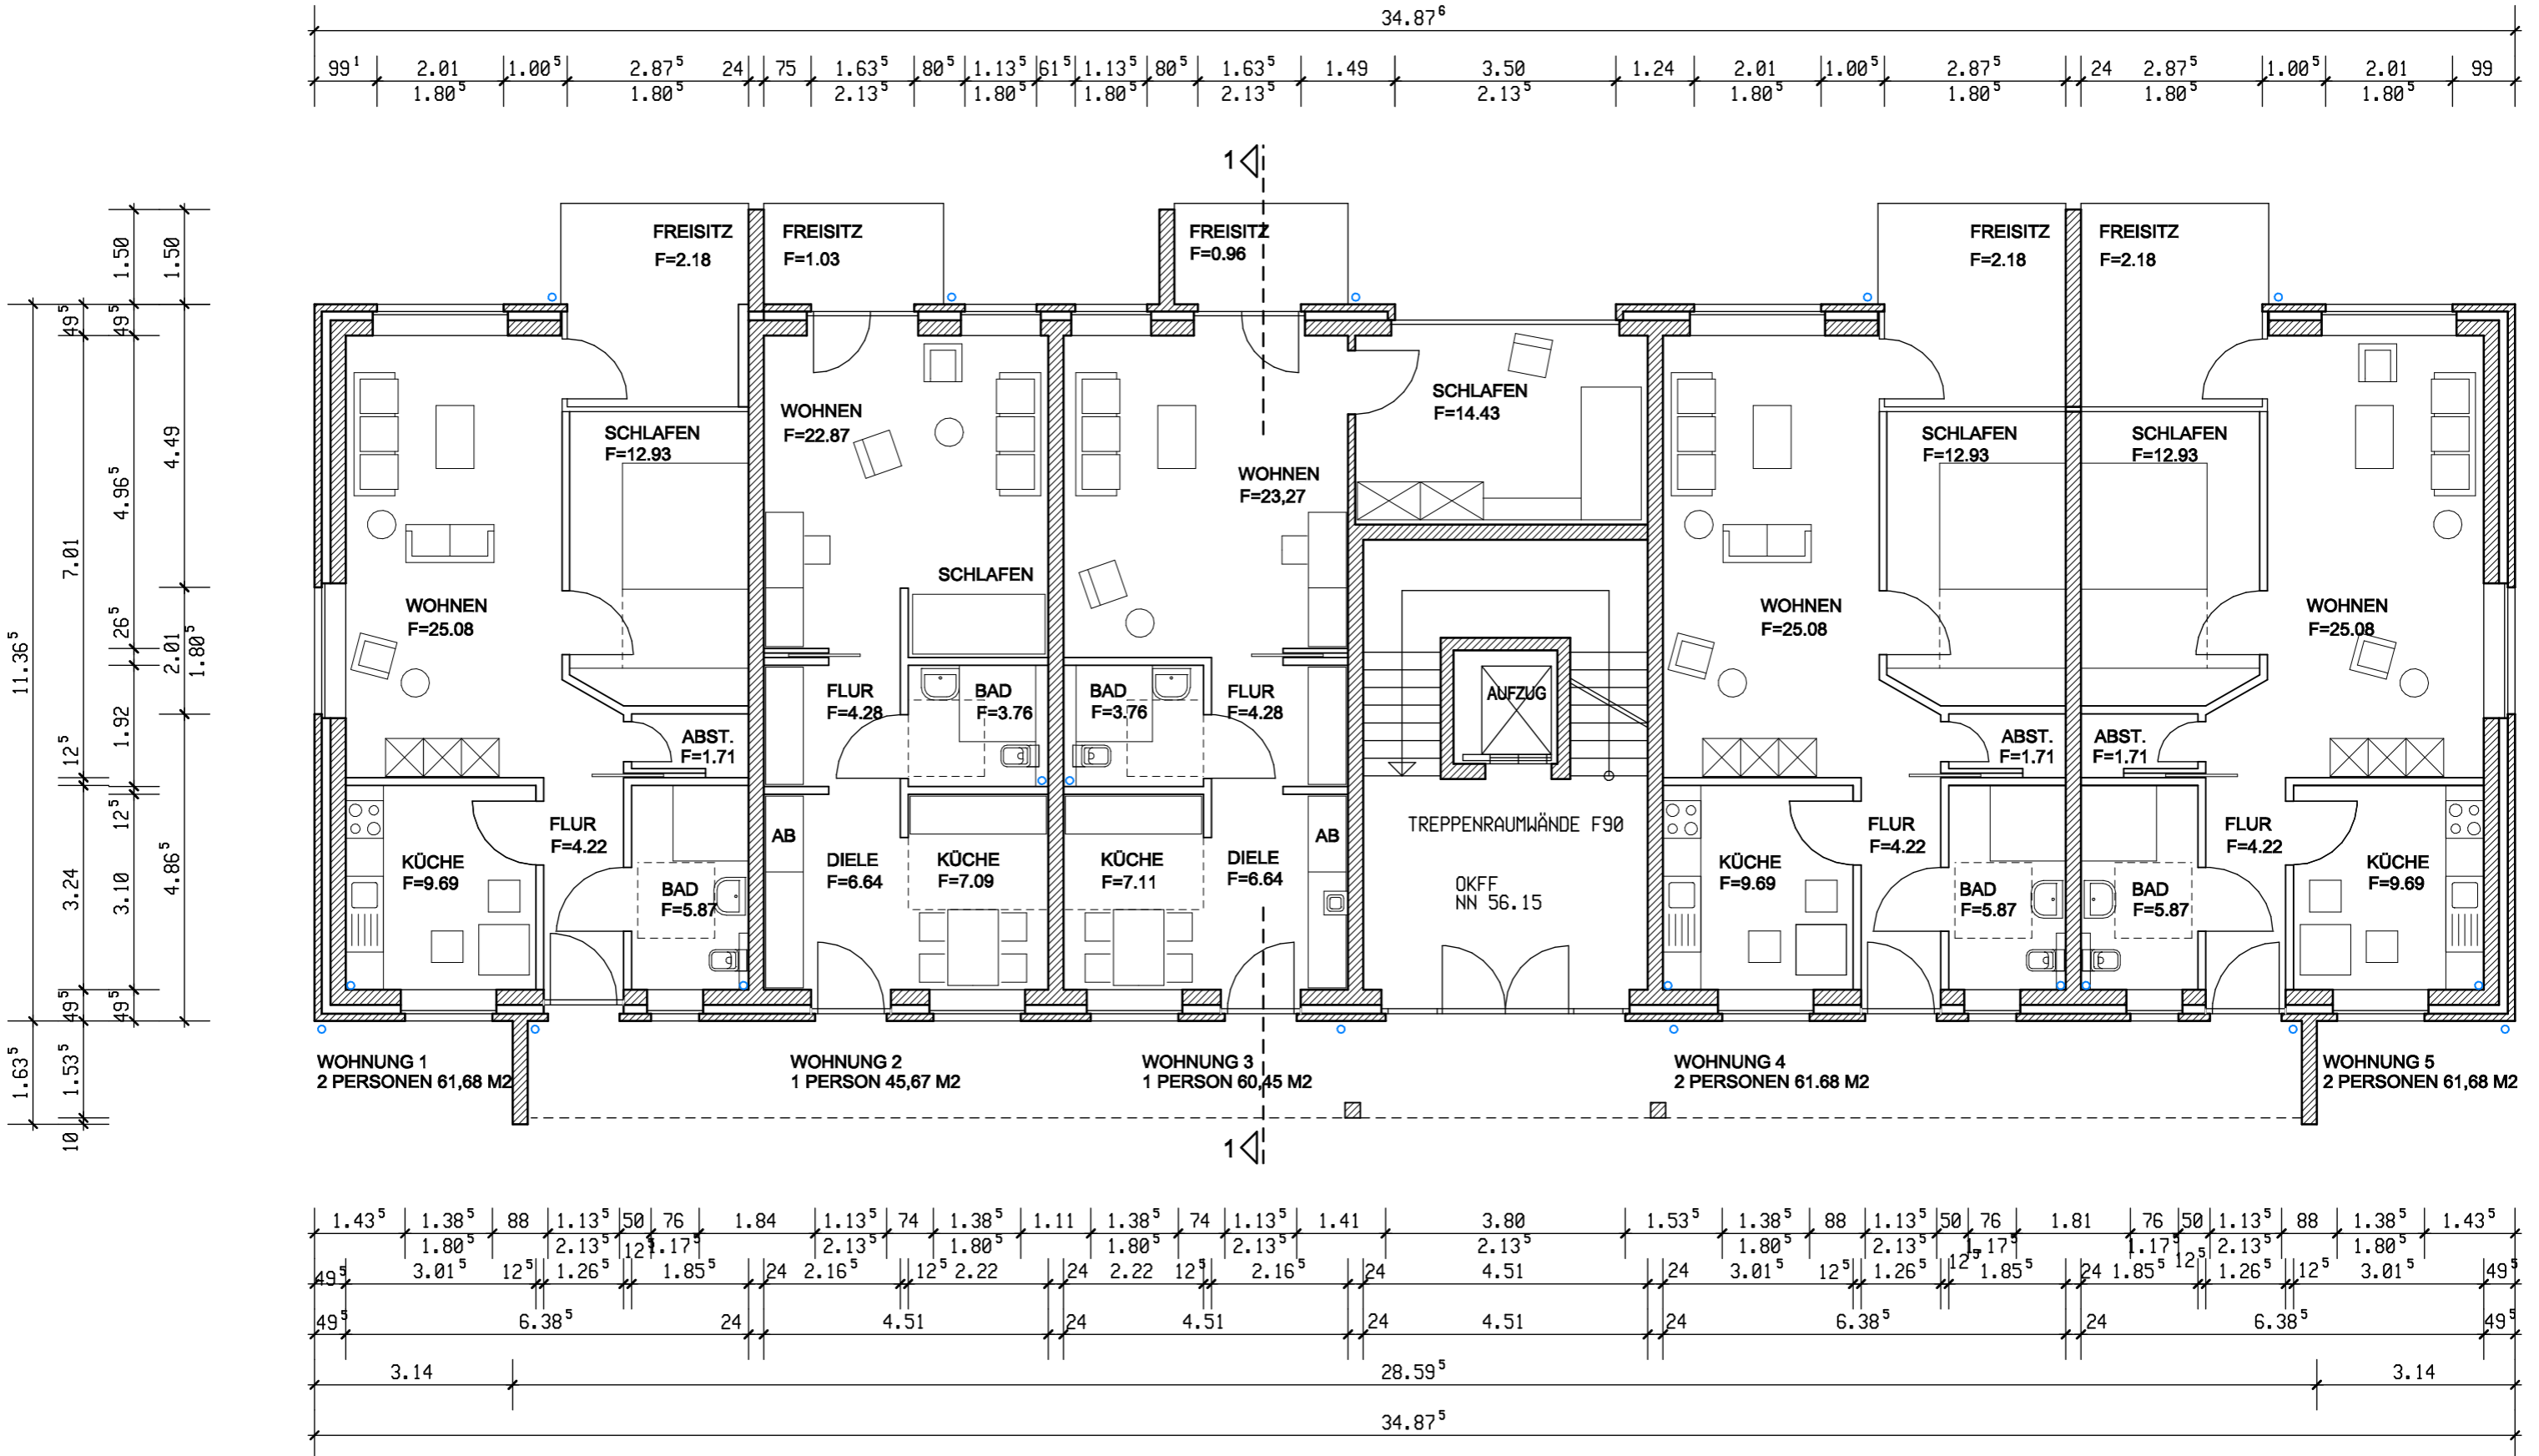 34.87⁶
99¹ 2.01 1.00⁵ 2.87⁵ 24 75 1.63⁵ 80⁵ 1.13⁵ 61⁵ 1.13⁵ 80⁵ 1.63⁵ 1.49 3.50 1.24 2.01 1.00⁵ 2.87⁵ 24 2.87⁵ 1.00⁵ 2.01 99
1.80⁵ 1.80⁵ 2.13⁵ 1.80⁵ 1.80⁵ 2.13⁵ 2.13⁵ 1.80⁵ 1.80⁵ 1.80⁵ 1.80⁵
1
11.36⁵ 1.63⁵
49⁵ 7.01 12⁵ 3.24 49⁵ 1.53⁵ 10
1.50 49⁵ 4.96⁵ 26⁵ 1.92 12⁵ 3.10 49⁵
1.50 4.49 2.01 4.86⁵
1.80⁵
FREISITZ
F=2.18
FREISITZ
F=1.03
FREISITZ
F=0.96
FREISITZ
F=2.18
FREISITZ
F=2.18
SCHLAFEN
F=12.93
WOHNEN
F=22.87
WOHNEN
F=23,27
SCHLAFEN
F=14.43
SCHLAFEN
F=12.93
SCHLAFEN
F=12.93
WOHNEN
F=25.08
SCHLAFEN
WOHNEN
F=25.08
WOHNEN
F=25.08
ABST.
F=1.71
FLUR
F=4.28
BAD
F=3.76
BAD
F=3.76
FLUR
F=4.28
AUFZUG
ABST.
F=1.71
ABST.
F=1.71
KÜCHE
F=9.69
FLUR
F=4.22
BAD
F=5.87
AB
DIELE
F=6.64
KÜCHE
F=7.09
KÜCHE
F=7.11
DIELE
F=6.64
AB
TREPPENRAUMWÄNDE F90
OKFF
NN 56.15
KÜCHE
F=9.69
FLUR
F=4.22
BAD
F=5.87
BAD
F=5.87
FLUR
F=4.22
KÜCHE
F=9.69
WOHNUNG 1
2 PERSONEN 61,68 M2
WOHNUNG 2
1 PERSON 45,67 M2
WOHNUNG 3
1 PERSON 60,45 M2
WOHNUNG 4
2 PERSONEN 61.68 M2
WOHNUNG 5
2 PERSONEN 61,68 M2
1
1.43⁵ 1.38⁵ 88 1.13⁵ 50 76 1.84 1.13⁵ 74 1.38⁵ 1.11 1.38⁵ 74 1.13⁵ 1.41 3.80 1.53⁵ 1.38⁵ 88 1.13⁵ 50 76 1.81 76 50 1.13⁵ 88 1.38⁵ 1.43⁵
1.80⁵ 2.13⁵ 1.17⁵ 2.13⁵ 1.80⁵ 1.80⁵ 2.13⁵ 2.13⁵ 1.80⁵ 2.13⁵ 1.17⁵ 1.17⁵ 2.13⁵ 1.80⁵
49⁵ 3.01⁵ 12⁵ 1.26⁵ 12⁵ 1.85⁵ 24 2.16⁵ 12⁵ 2.22 24 2.22 12⁵ 2.16⁵ 24 4.51 24 3.01⁵ 12⁵ 1.26⁵ 12⁵ 1.85⁵ 24 1.85⁵ 12⁵ 1.26⁵ 12⁵ 3.01⁵ 49⁵
49⁵ 6.38⁵ 24 4.51 24 4.51 24 4.51 24 6.38⁵ 24 6.38⁵ 49⁵
3.14 28.59⁵ 3.14
34.87⁵